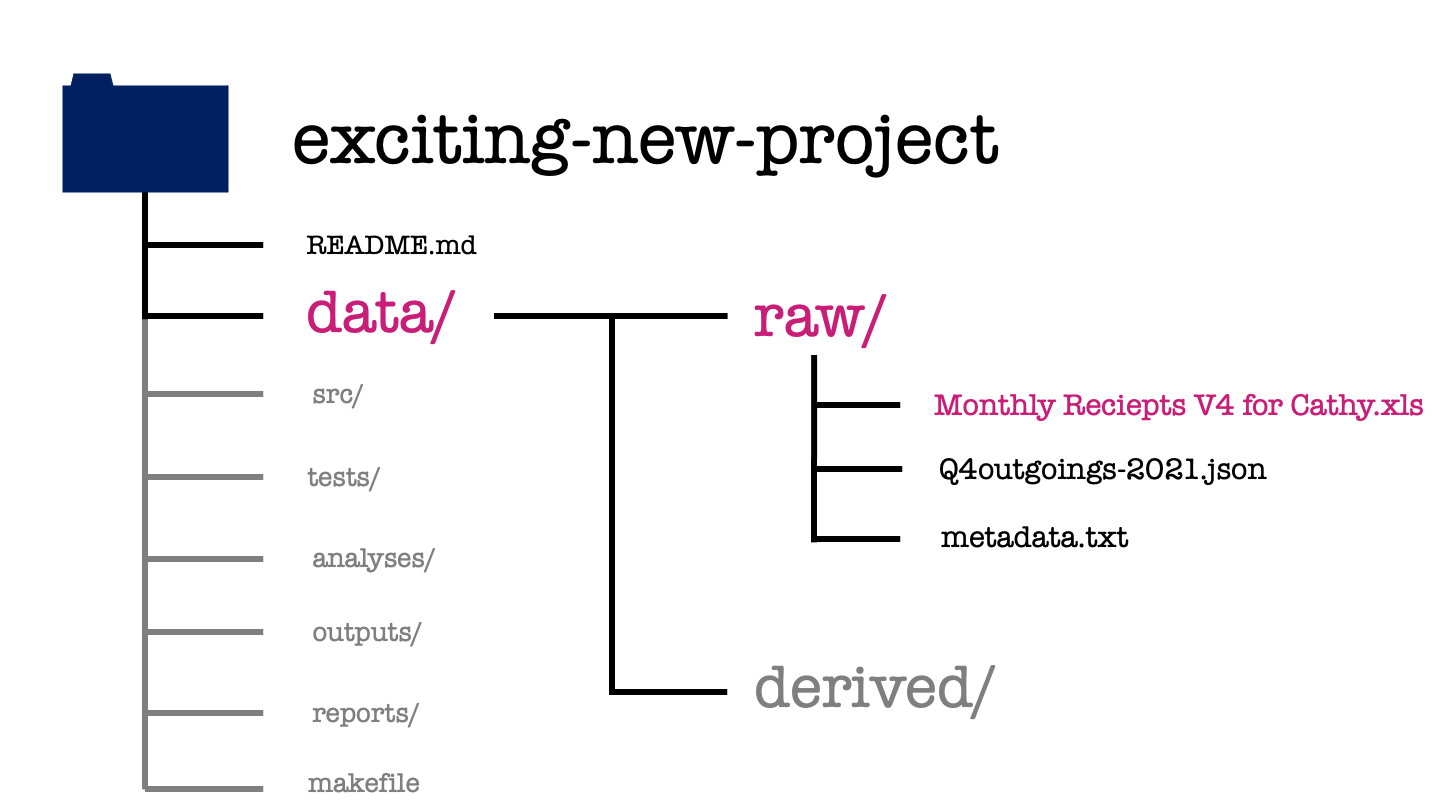 exciting-new-project
README.md
data/
raw/
src/
Monthly Reciepts V4 for Cathy.xls
tests/
Q4outgoings-2021.json
metadata.txt
analyses/
outputs/
derived/
reports/
makefile